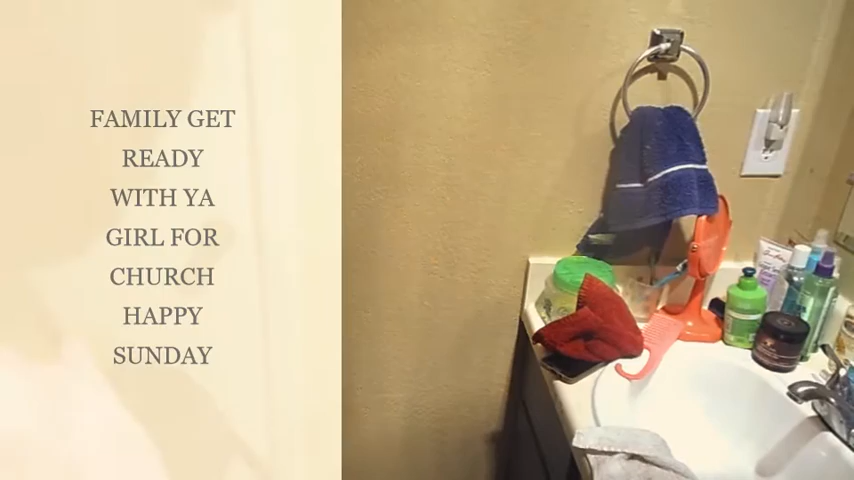 FAMILY GET
READY
WITH YA
GIRL FOR
CHURCH
HAPPY
SUNDAY